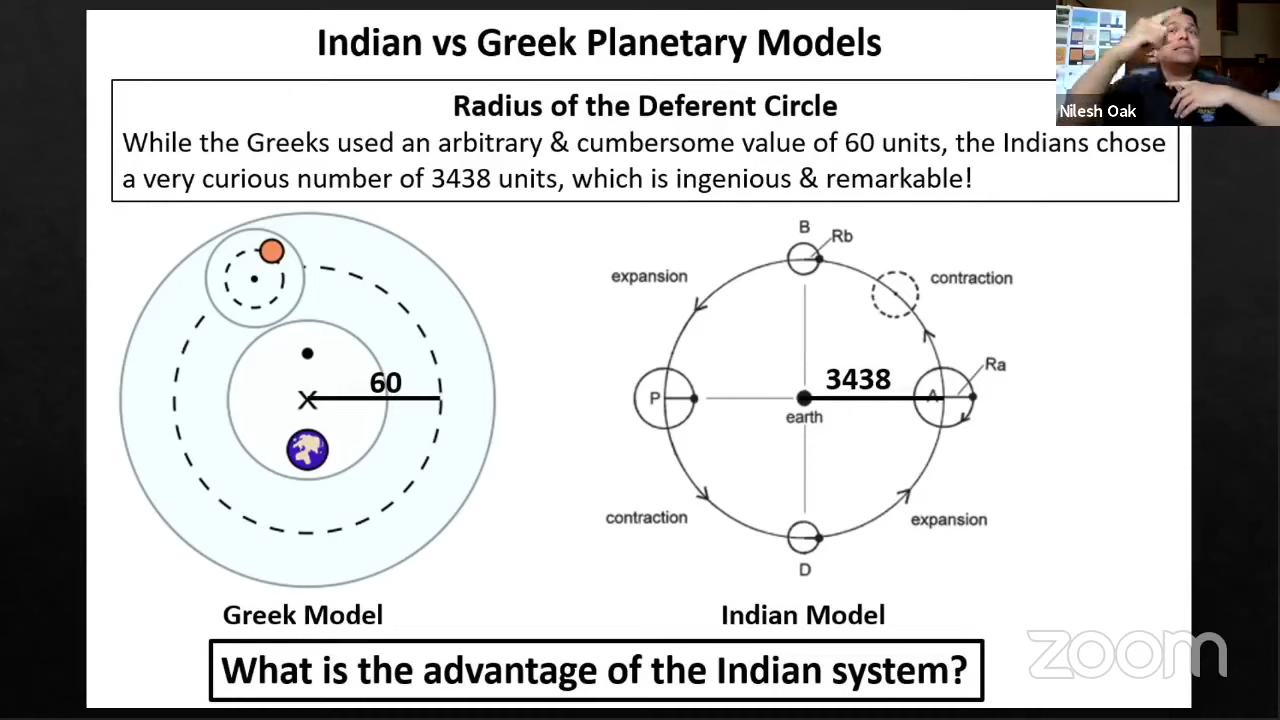 Indian vs Greek Planetary Models
Nilesh Oak
Radius of the Deferent Circle
While the Greeks used an arbitrary & cumbersome value of 60 units, the Indians chose
a very curious number of 3438 units, which is ingenious & remarkable!
60
X
Greek Model
B
Rb
expansion
contraction
P
3438
earth
A
Ra
contraction
expansion
D
Indian Model
What is the advantage of the Indian system?
zoom